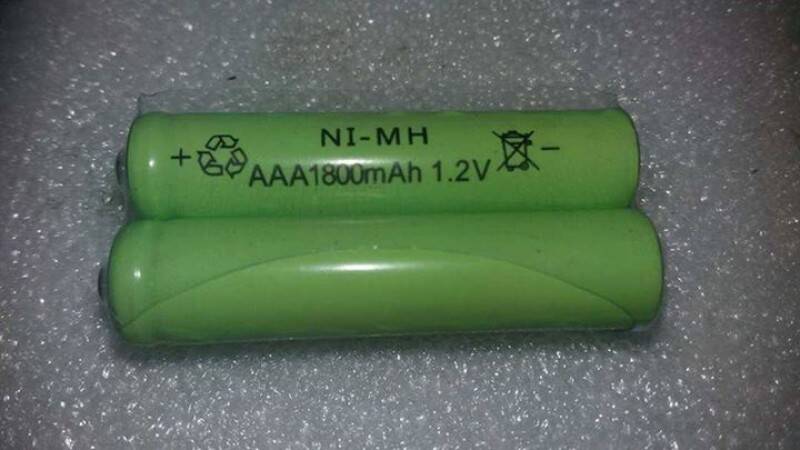 NI-MH
+ AAA1800mAh 1.2V -